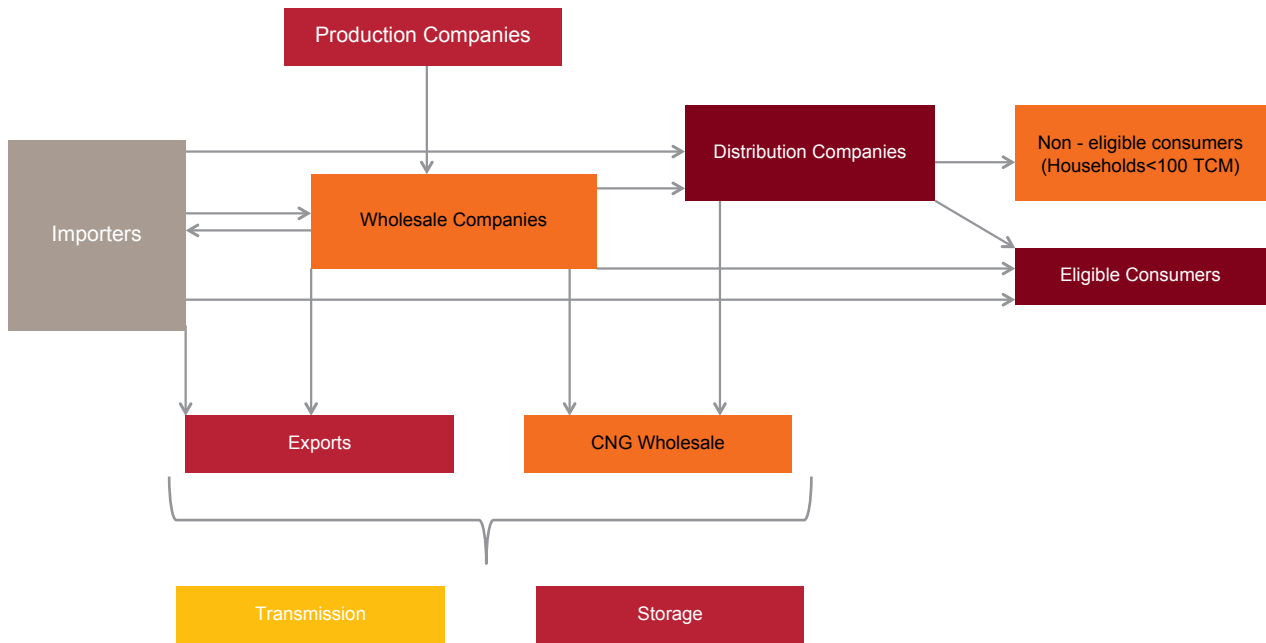 Production Companies
Distribution Companies
Non - eligible consumers
(Households<100 TCM)
Importers
Wholesale Companies
Eligible Consumers
Exports
CNG Wholesale
Transmission
Storage